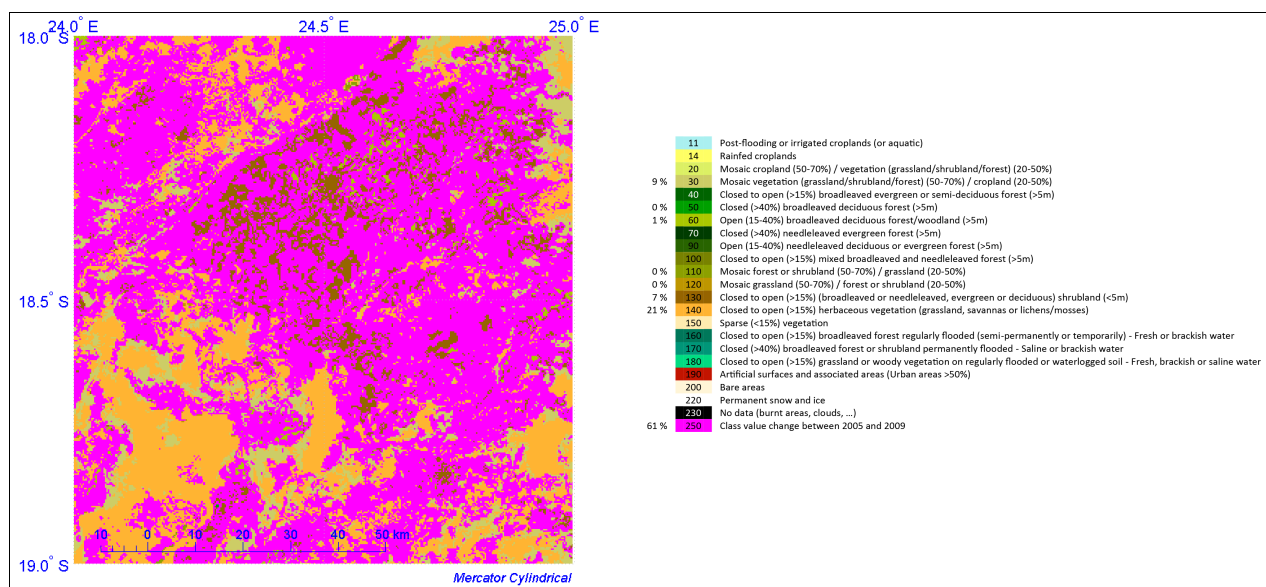 24.0° E 24.5° E 25.0° E
18.0° S
18.5° S
19.0° S
10 0 10 20 30 40 50 km
Mercator Cylindrical
11 Post-flooding or irrigated croplands (or aquatic)
14 Rainfed croplands
20 Mosaic cropland (50-70%) / vegetation (grassland/shrubland/forest) (20-50%)
9 % 30 Mosaic vegetation (grassland/shrubland/forest) (50-70%) / cropland (20-50%)
40 Closed to open (>15%) broadleaved evergreen or semi-deciduous forest (>5m)
0 % 50 Closed (>40%) broadleaved deciduous forest (>5m)
1 % 60 Open (15-40%) broadleaved deciduous forest/woodland (>5m)
70 Closed (>40%) needleleaved evergreen forest (>5m)
90 Open (15-40%) needleleaved deciduous or evergreen forest (>5m)
100 Closed to open (>15%) mixed broadleaved and needleleaved forest (>5m)
0 % 110 Mosaic forest or shrubland (50-70%) / grassland (20-50%)
0 % 120 Mosaic grassland (50-70%) / forest or shrubland (20-50%)
7 % 130 Closed to open (>15%) (broadleaved or needleleaved, evergreen or deciduous) shrubland (<5m)
21 % 140 Closed to open (>15%) herbaceous vegetation (grassland, savannas or lichens/mosses)
150 Sparse (<15%) vegetation
160 Closed to open (>15%) broadleaved forest regularly flooded (semi-permanently or temporarily) - Fresh or brackish water
170 Closed (>40%) broadleaved forest or shrubland permanently flooded - Saline or brackish water
180 Closed to open (>15%) grassland or woody vegetation on regularly flooded or waterlogged soil - Fresh, brackish or saline water
190 Artificial surfaces and associated areas (Urban areas >50%)
200 Bare areas
220 Permanent snow and ice
230 No data (burnt areas, clouds, ...)
61 % 250 Class value change between 2005 and 2009